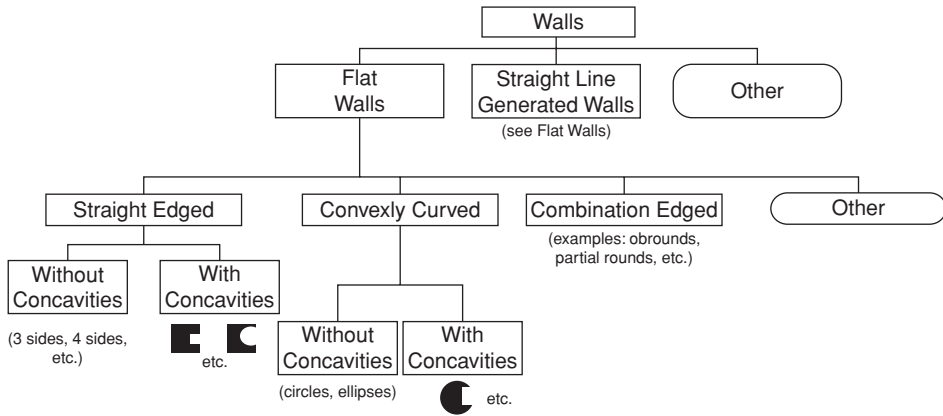 Walls
Flat
Walls
Straight Line
Generated Walls
(see Flat Walls)
Other
Straight Edged
Convexly Curved
Combination Edged
(examples: obrounds,
partial rounds, etc.)
Other
Without
Concavities
(3 sides, 4 sides,
etc.)
With
Concavities
etc.
Without
Concavities
(circles, ellipses)
With
Concavities
etc.